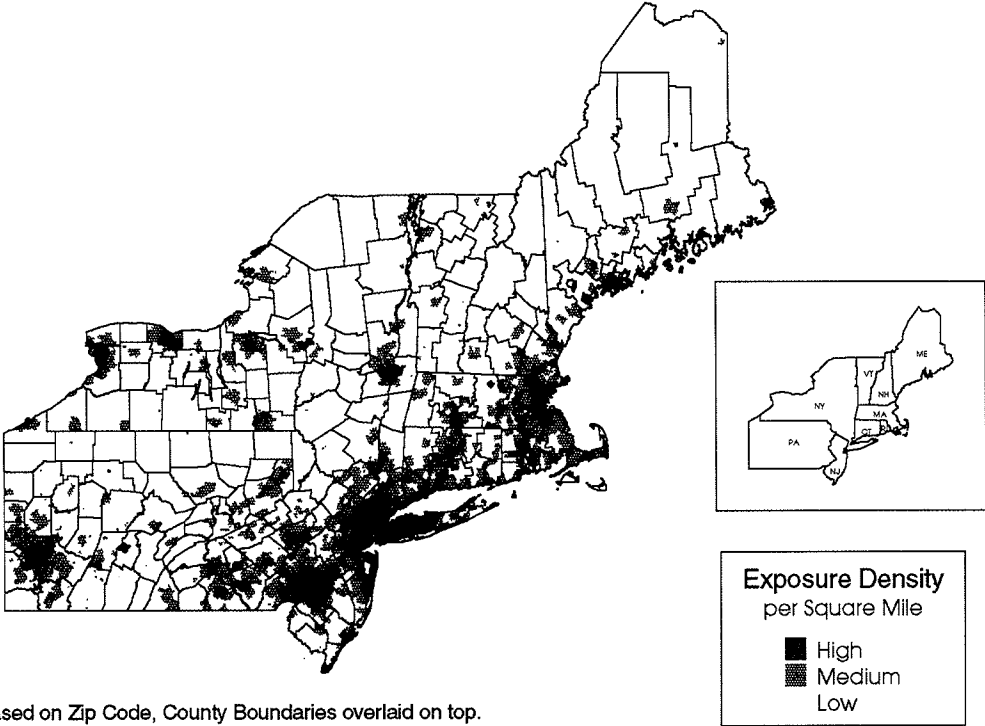 ME
VT
NH
NY
MA
CT
PA
NJ
Exposure Density
per Square Mile
High
Medium
Low
on Zip Code, County Boundaries overlaid on top.